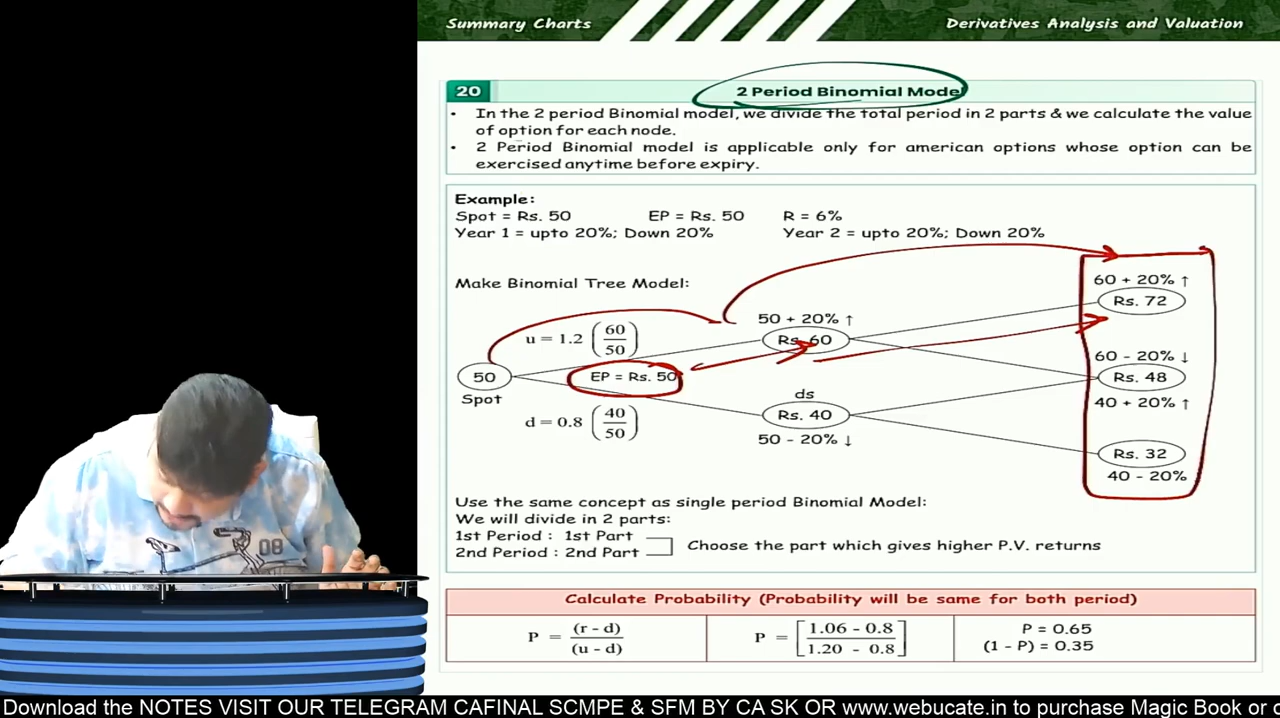 Summary Charts
Derivatives Analysis and Valuation
20
2 Period Binomial Model
• In the 2 period Binomial model, we divide the total period in 2 parts & we calculate the value
of option for each node.
• 2 Period Binomial model is applicable only for american options whose option can be
exercised anytime before expiry.
Example:
Spot = Rs. 50 EP = Rs. 50 R = 6%
Year 1 = upto 20%; Down 20% Year 2 = upto 20%; Down 20%
Make Binomial Tree Model:
60 + 20% ↑
Rs. 72
50 + 20% ↑
u = 1.2 (60/50)
Rs. 60
60 - 20% ↓
50
EP = Rs. 50
Rs. 48
Spot
ds
40 + 20% ↑
d = 0.8 (40/50)
Rs. 40
50 - 20% ↓
Rs. 32
40 - 20%
Use the same concept as single period Binomial Model:
We will divide in 2 parts:
1st Period : 1st Part
2nd Period : 2nd Part
Choose the part which gives higher P.V. returns
Calculate Probability (Probability will be same for both period)
P = (r - d)/(u - d)
P = [1.06 - 0.8/1.20 - 0.8]
P = 0.65
(1 - P) = 0.35
08
Download the NOTES VISIT OUR TELEGRAM CAFINAL SCMPE & SFM BY CA SK OR www.webucate.in to purchase Magic Book or